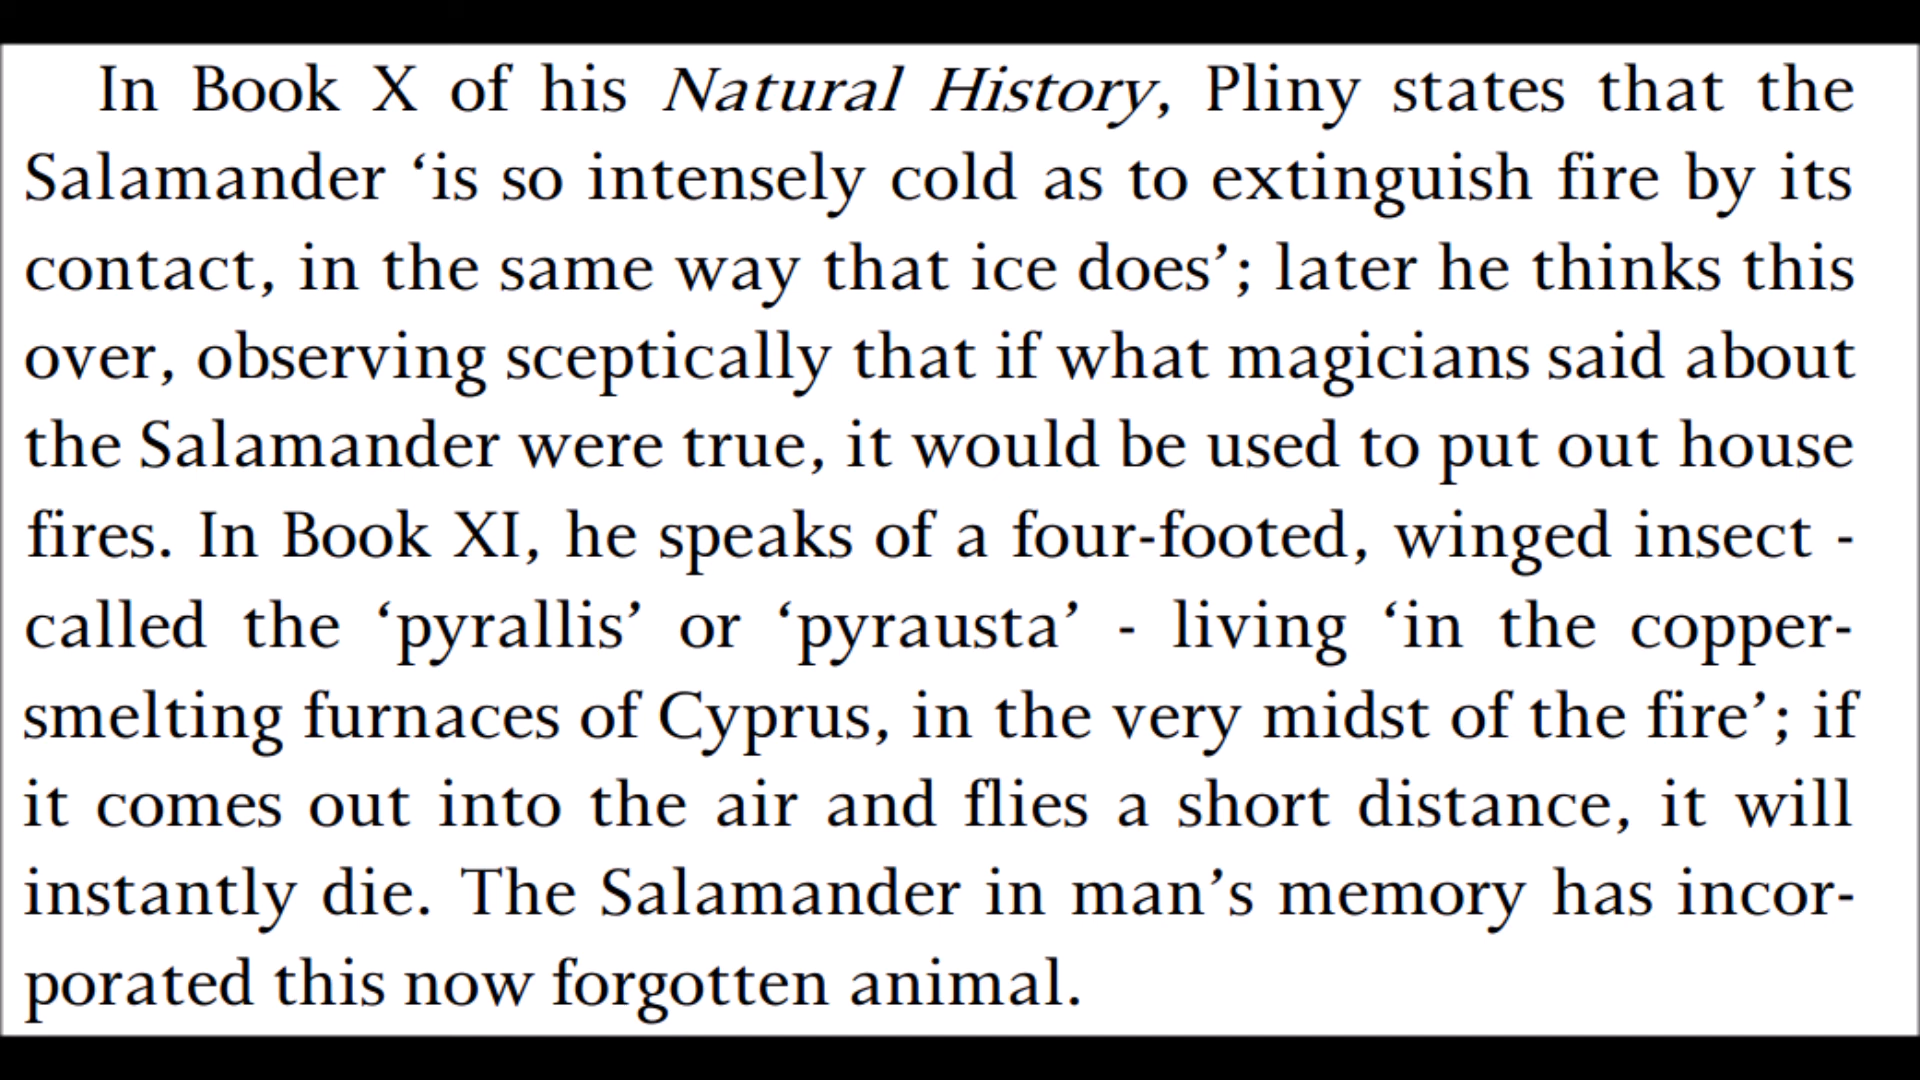 In Book X of his Natural History, Pliny states that the
Salamander ‘is so intensely cold as to extinguish fire by its
contact, in the same way that ice does’; later he thinks this
over, observing sceptically that if what magicians said about
the Salamander were true, it would be used to put out house
fires. In Book XI, he speaks of a four-footed, winged insect -
called the ‘pyrallis’ or ‘pyrausta’ - living ‘in the copper-
smelting furnaces of Cyprus, in the very midst of the fire’; if
it comes out into the air and flies a short distance, it will
instantly die. The Salamander in man’s memory has incor-
porated this now forgotten animal.